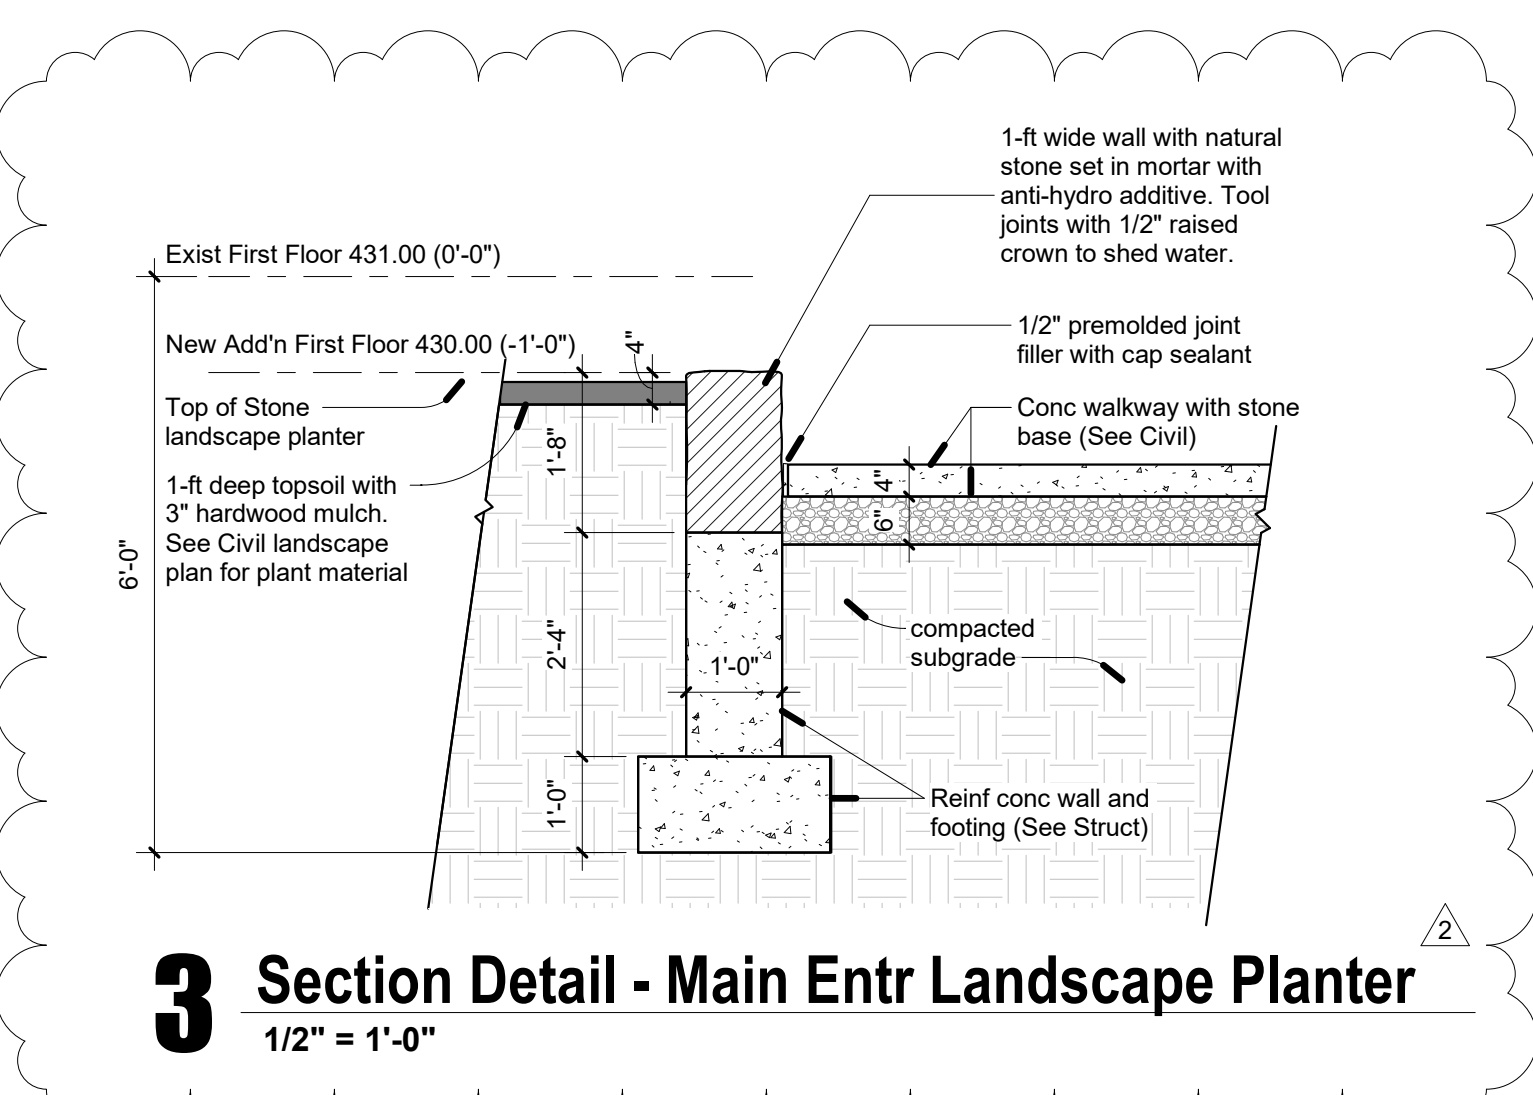 1-ft wide wall with natural
stone set in mortar with
anti-hydro additive. Tool
joints with 1/2" raised
crown to shed water.
Exist First Floor 431.00 (0'-0")
1/2" premolded joint
filler with cap sealant
New Add'n First Floor 430.00 (-1'-0")
4"
Top of Stone
landscape planter
Conc walkway with stone
base (See Civil)
1'-8"
4"
6"
1-ft deep topsoil with
3" hardwood mulch.
See Civil landscape
plan for plant material
6'-0"
compacted
subgrade
2'-4"
1'-0"
1'-0"
Reinf conc wall and
footing (See Struct)
2
3 Section Detail - Main Entr Landscape Planter
1/2" = 1'-0"